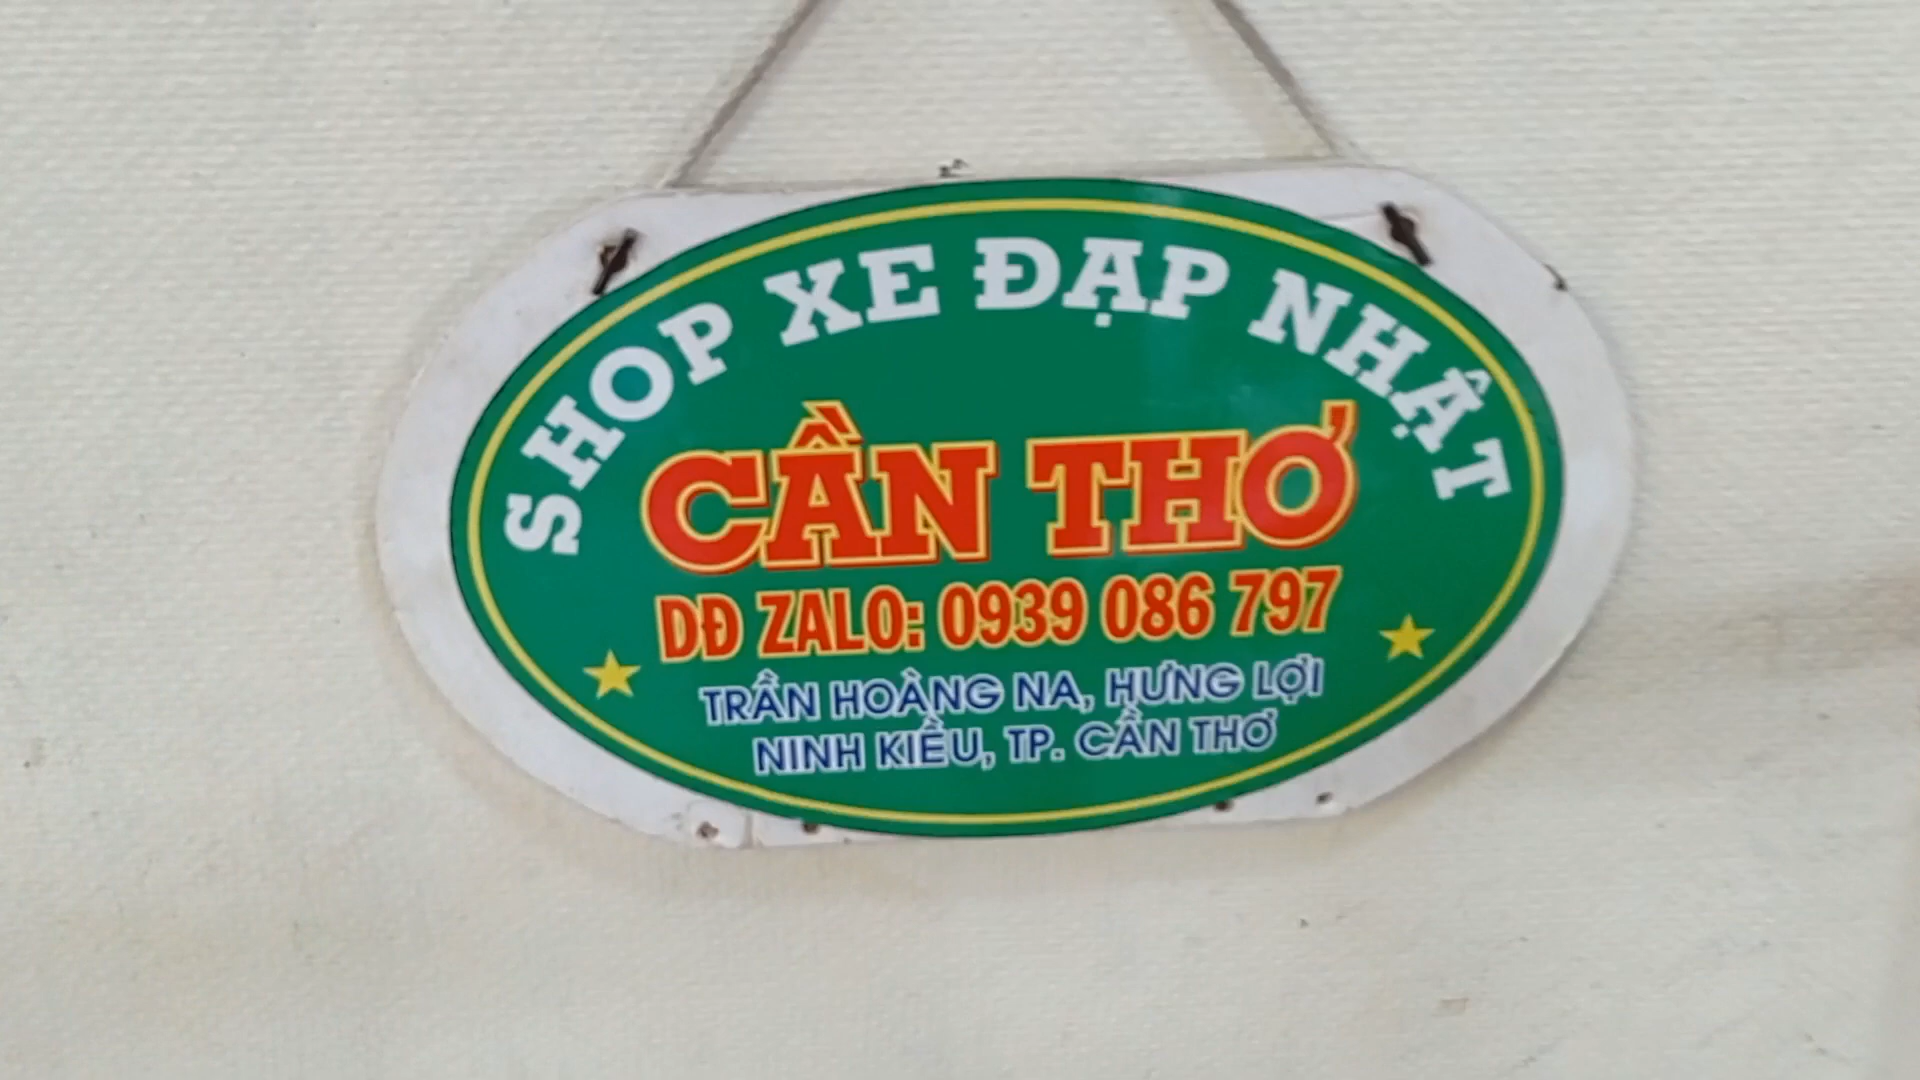 SHOP XE ĐẠP NHẬT
CẦN THƠ
DĐ ZALO: 0939 086 797
TRẦN HOÀNG NA, HƯNG LỢI
NINH KIỀU, TP. CẦN THƠ